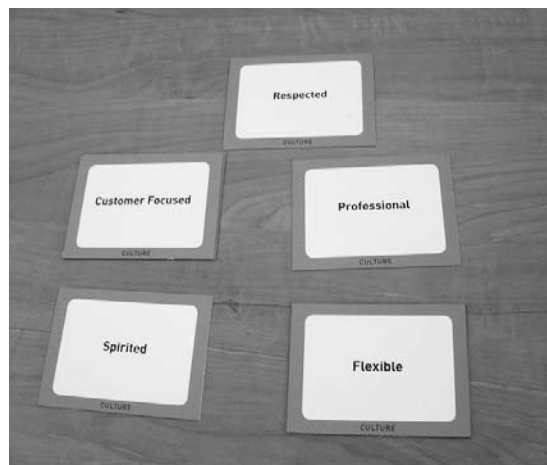 Respected
CULTURE
Customer Focused
CULTURE
Professional
CULTURE
Spirited
CULTURE
Flexible
CULTURE